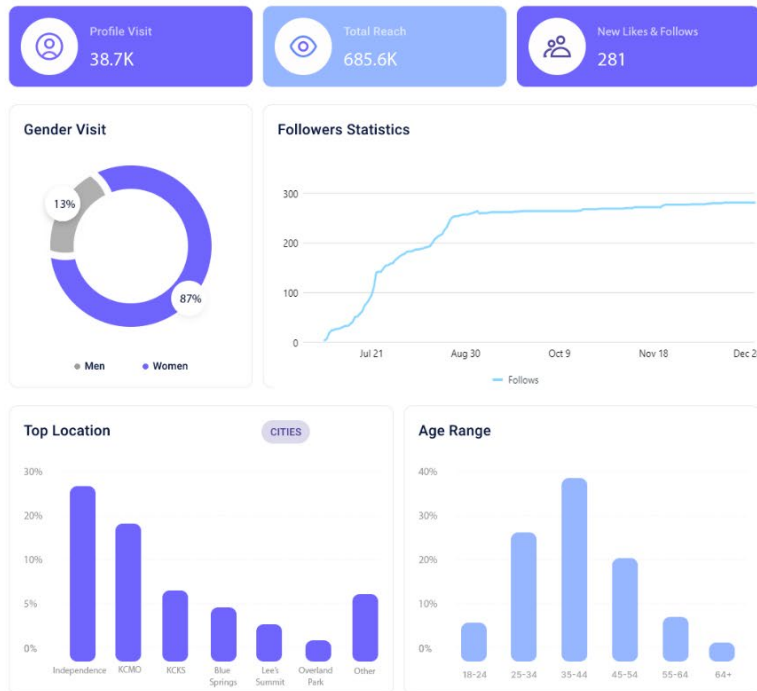 Profile Visit
38.7K
Total Reach
685.6K
New Likes & Follows
281
Gender Visit
13%
87%
Men
Women
Followers Statistics
300
200
100
0
Jul 21
Aug 30
Oct 9
Nov 18
Dec 2
Follows
Top Location
CITIES
30%
20%
10%
5%
0%
Independence
KCMO
KCKS
Blue
Springs
Lee's
Summit
Overland
Park
Other
Age Range
40%
30%
20%
10%
0%
18-24
25-34
35-44
45-54
55-64
64+